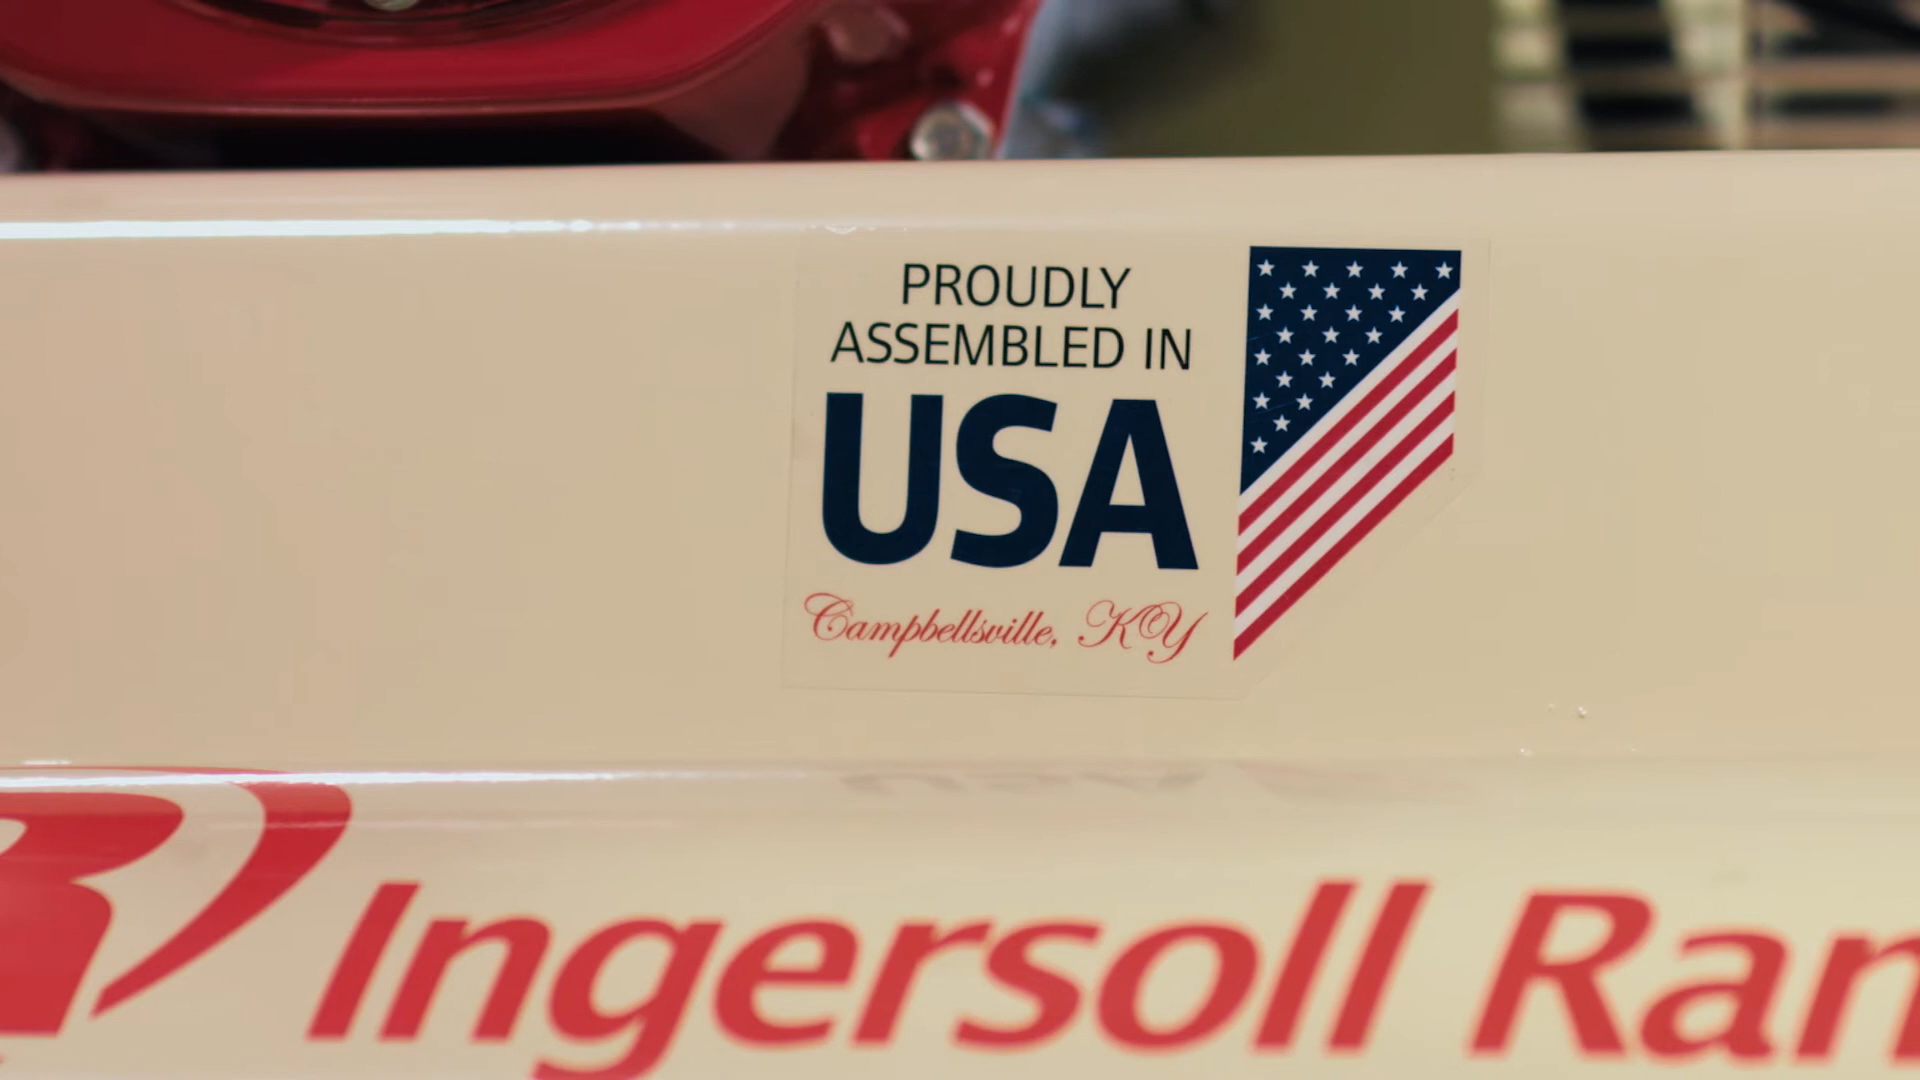 PROUDLY
ASSEMBLED IN
USA
Campbellsville, KY
Ingersoll Ran